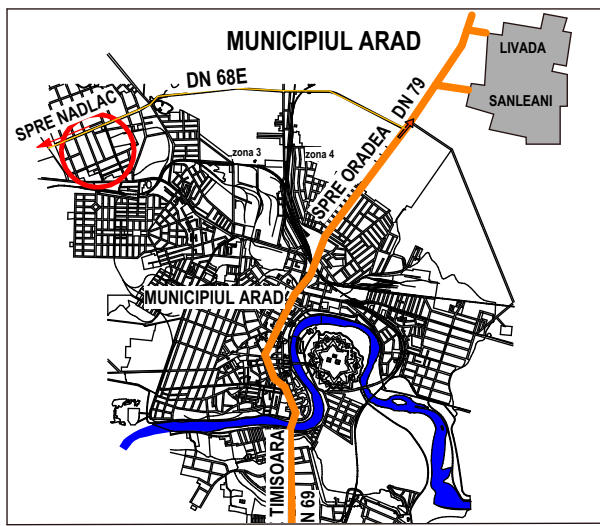 MUNICIPIUL ARAD
LIVADA
SANLEANI
DN 68E
DN 79
SPRE NADLAC
SPRE ORADEA
zona 3
zona 4
MUNICIPIUL ARAD
TIMISOARA
N 69